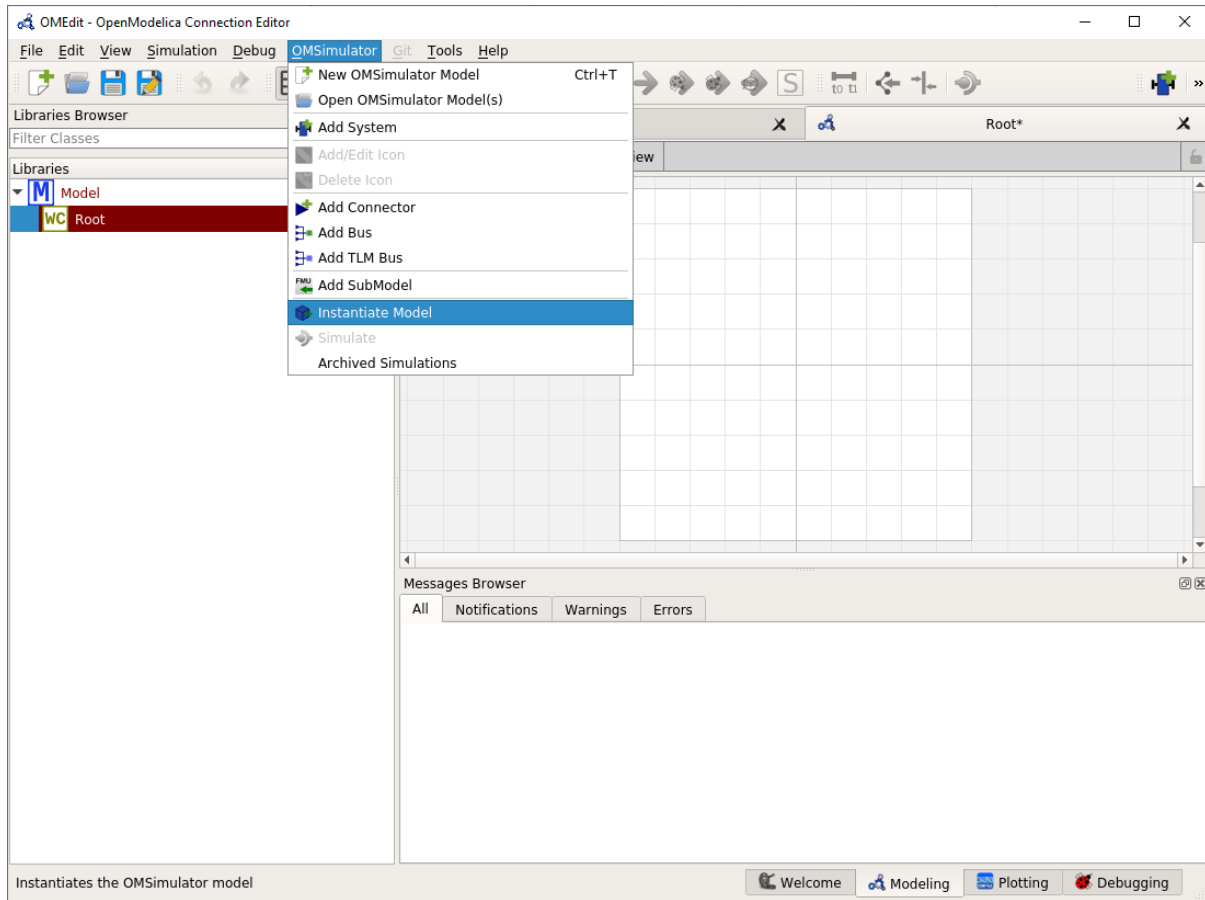 OMEdit - OpenModelica Connection Editor
File Edit View Simulation Debug OMSimulator Git Tools Help
New OMSimulator Model Ctrl+T
Open OMSimulator Model(s)
Add System
Add/Edit Icon
Delete Icon
Add Connector
Add Bus
Add TLM Bus
FMU Add SubModel
Instantiate Model
Simulate
Archived Simulations
S
to
»
Libraries Browser
Filter Classes
Libraries
M Model
WC Root
Root*
iew
Messages Browser
All Notifications Warnings Errors
Instantiates the OMSimulator model
Welcome Modeling Plotting Debugging